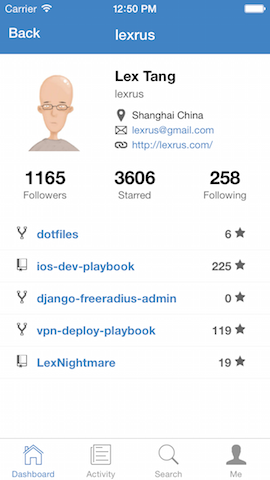 Carrier 12:50 PM
Back lexrus
Lex Tang
lexrus
Shanghai China
lexrus@gmail.com
http://lexrus.com/
1165 3606 258
Followers Starred Following
dotfiles 6
ios-dev-playbook 225
django-freeradius-admin 0
vpn-deploy-playbook 119
LexNightmare 19
Dashboard Activity Search Me